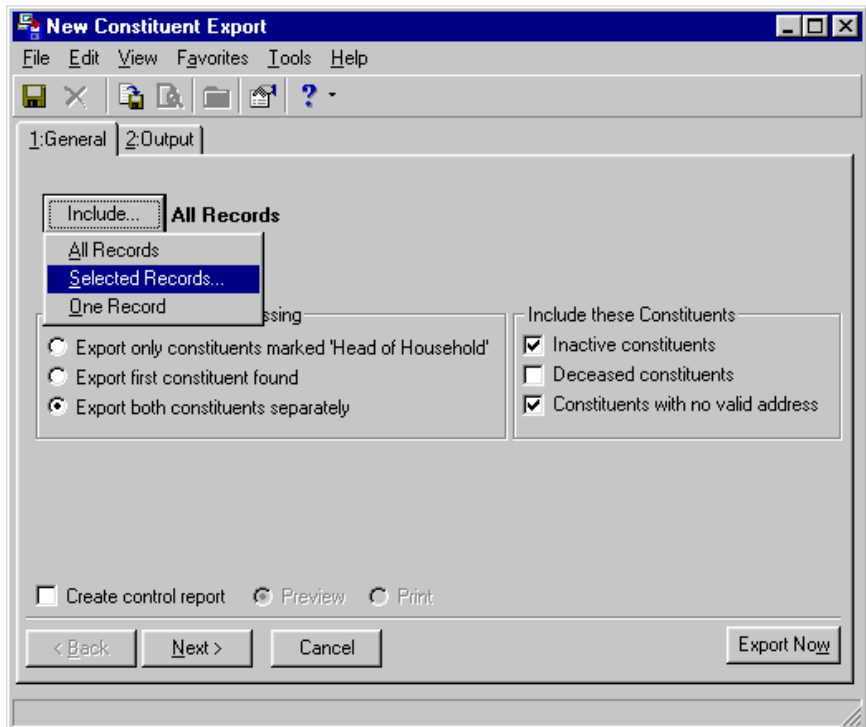 New Constituent Export
File Edit View Favorites Tools Help
?
1:General 2:Output
Include... All Records
All Records
Selected Records...
One Record
Export only constituents marked 'Head of Household'
Export first constituent found
Export both constituents separately
Include these Constituents
Inactive constituents
Deceased constituents
Constituents with no valid address
Create control report Preview Print
< Back Next > Cancel Export Now